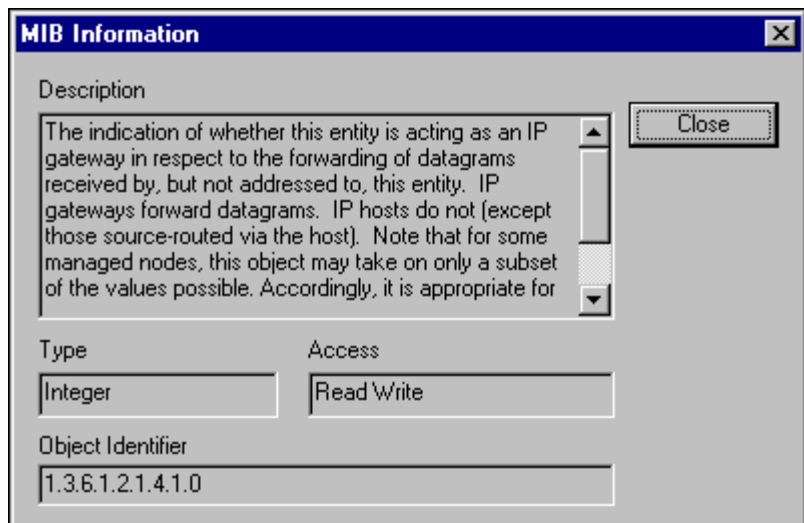 MIB Information
Description
The indication of whether this entity is acting as an IP
gateway in respect to the forwarding of datagrams
received by, but not addressed to, this entity.  IP
gateways forward datagrams.  IP hosts do not (except
those source-routed via the host).  Note that for some
managed nodes, this object may take on only a subset
of the values possible. Accordingly, it is appropriate for
Close
Type
Access
Integer
Read Write
Object Identifier
1.3.6.1.2.1.4.1.0